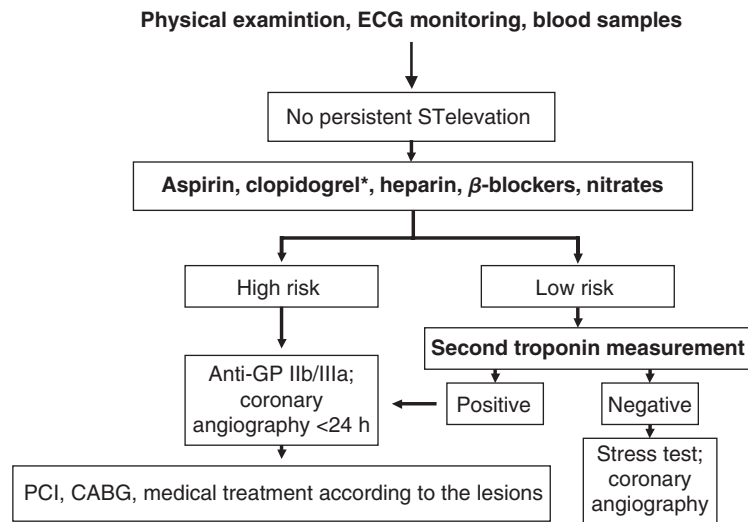 Physical examintion, ECG monitoring, blood samples
No persistent STelevation
Aspirin, clopidogrel*, heparin, β-blockers, nitrates
High risk
Low risk
Second troponin measurement
Anti-GP IIb/IIIa;
coronary
angiography <24 h
Positive
Negative
Stress test;
coronary
angiography
PCI, CABG, medical treatment according to the lesions